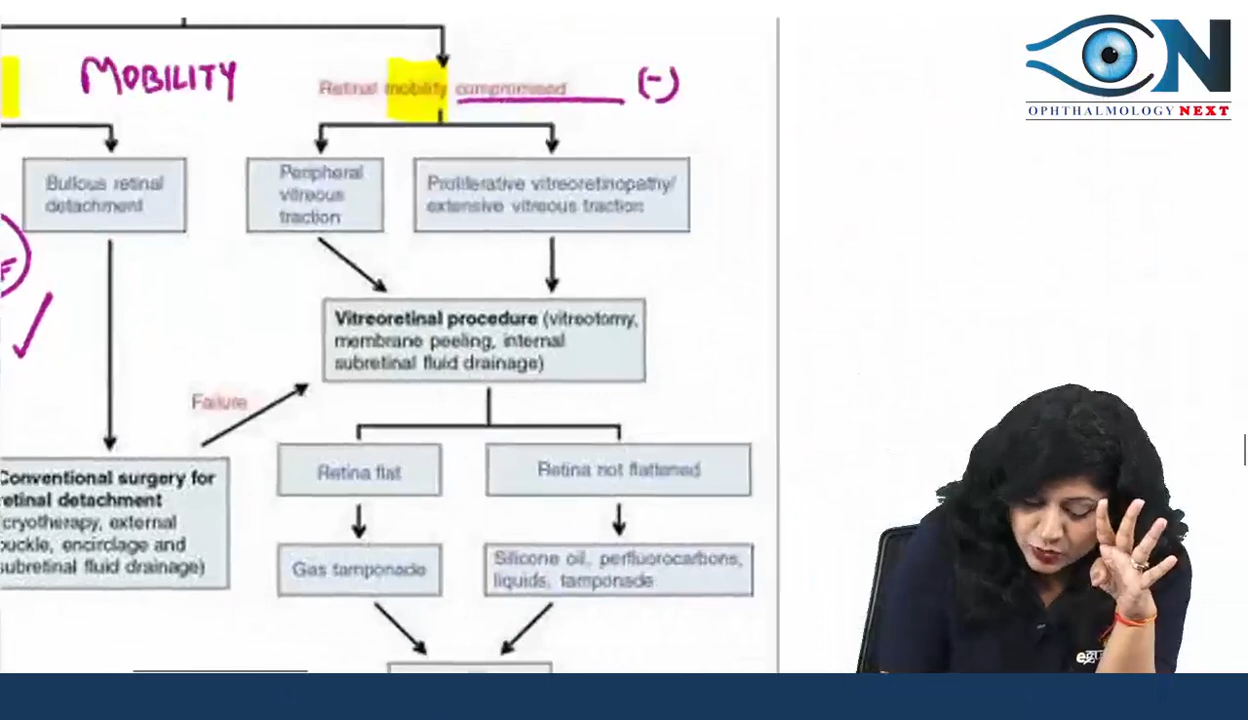 MOBILITY
Retinal mobility compromised (-)
ON
OPHTHALMOLOGY NEXT
Bullous retinal
detachment
Peripheral
vitreous
traction
Proliferative vitreoretinopathy/
extensive vitreous traction
F
Vitreoretinal procedure (vitreotomy,
membrane peeling, internal
subretinal fluid drainage)
Failure
Conventional surgery for
retinal detachment
cryotherapy, external
buckle, encirclage and
subretinal fluid drainage)
Retina flat
Retina not flattened
Gas tamponade
Silicone oil, perfluorocarbons,
liquids, tamponade